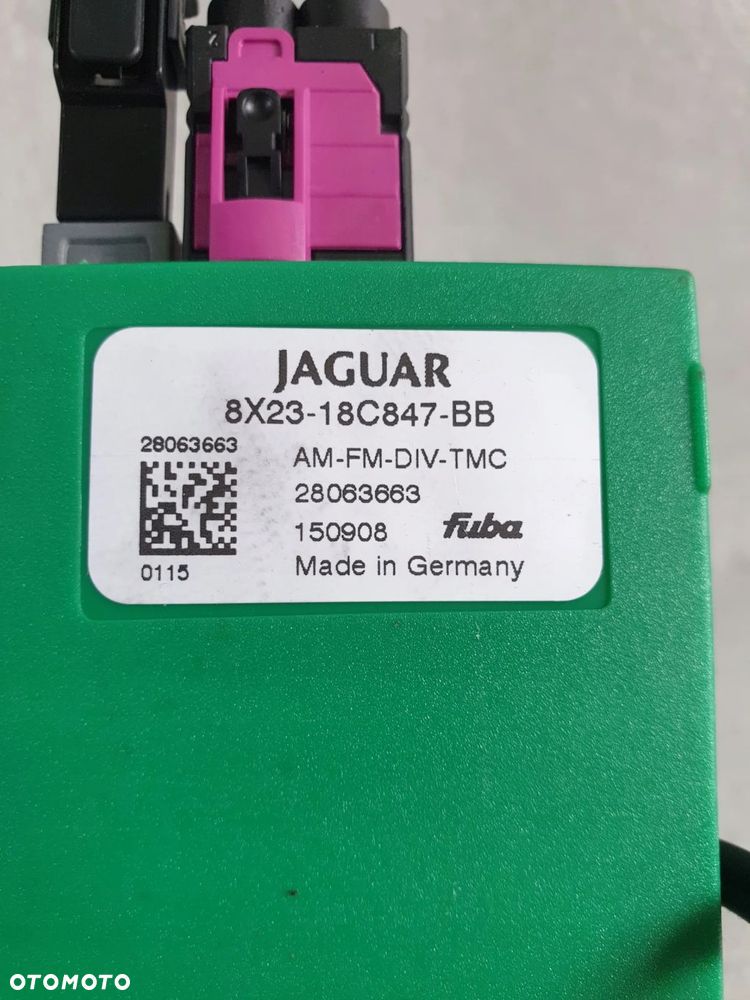 JAGUAR
8X23-18C847-BB
28063663
AM-FM-DIV-TMC
28063663
150908 fuba
0115
Made in Germany
OTOMOTO